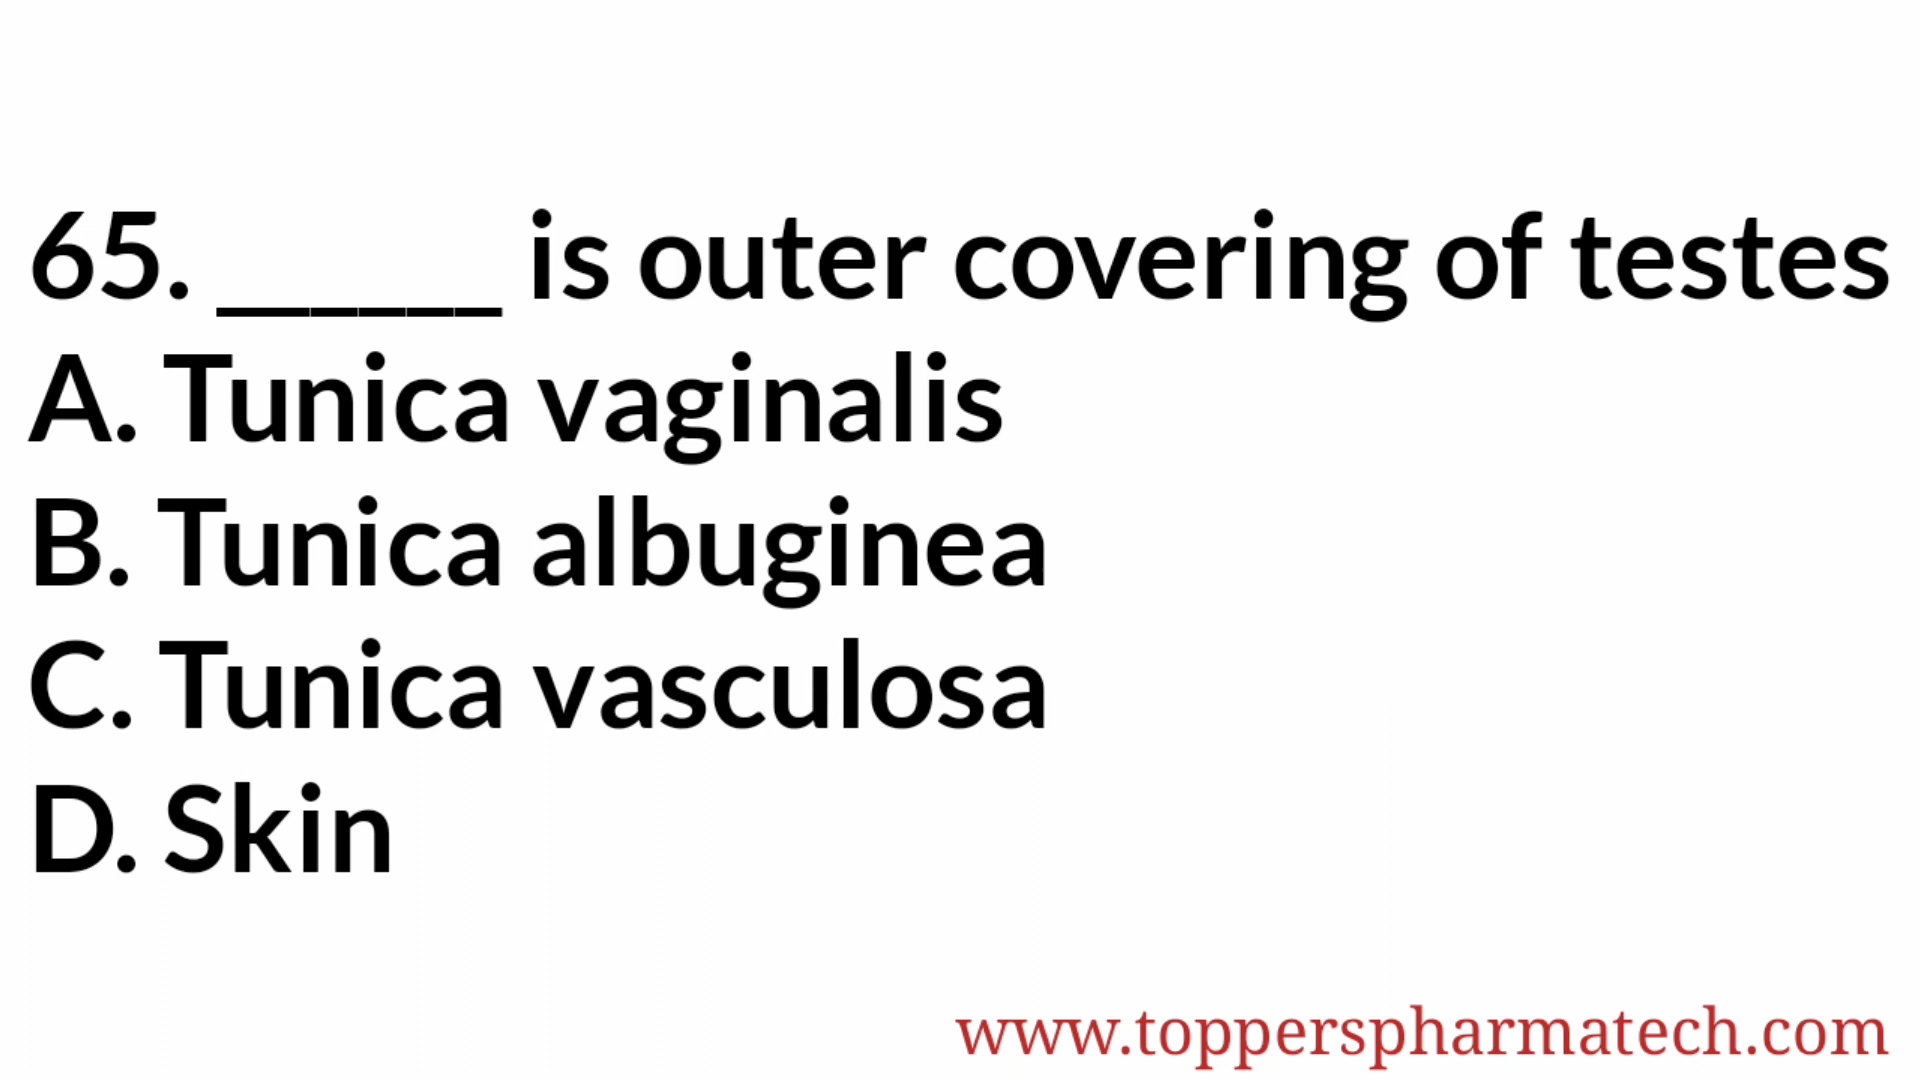 65. ______ is outer covering of testes
A. Tunica vaginalis
B. Tunica albuginea
C. Tunica vasculosa
D. Skin
www.topperspharmatech.com